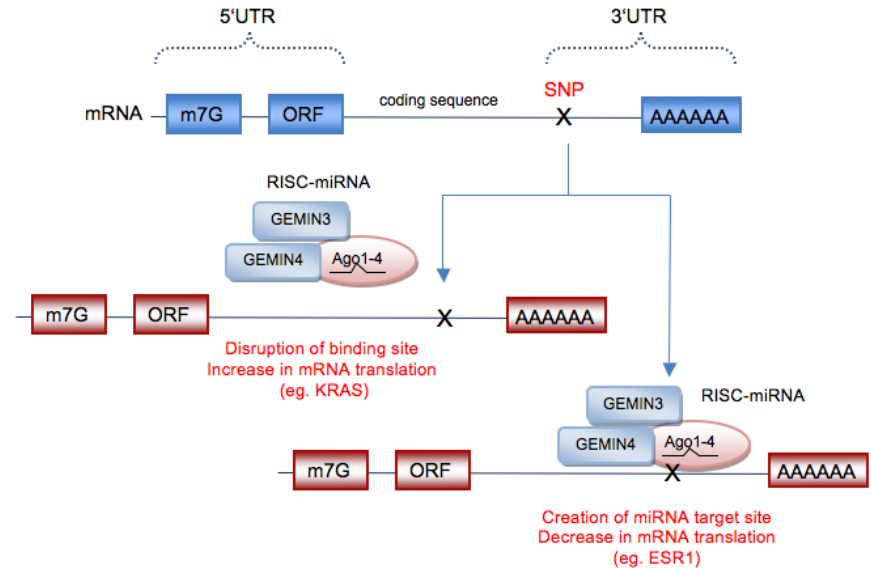 5‘UTR
3‘UTR
SNP
mRNA
m7G
ORF
coding sequence
X
AAAAAA
RISC-miRNA
GEMIN3
GEMIN4
Ago1-4
m7G
ORF
X
AAAAAA
Disruption of binding site
Increase in mRNA translation
(eg. KRAS)
GEMIN3
RISC-miRNA
GEMIN4
Ago1-4
m7G
ORF
X
AAAAAA
Creation of miRNA target site
Decrease in mRNA translation
(eg. ESR1)